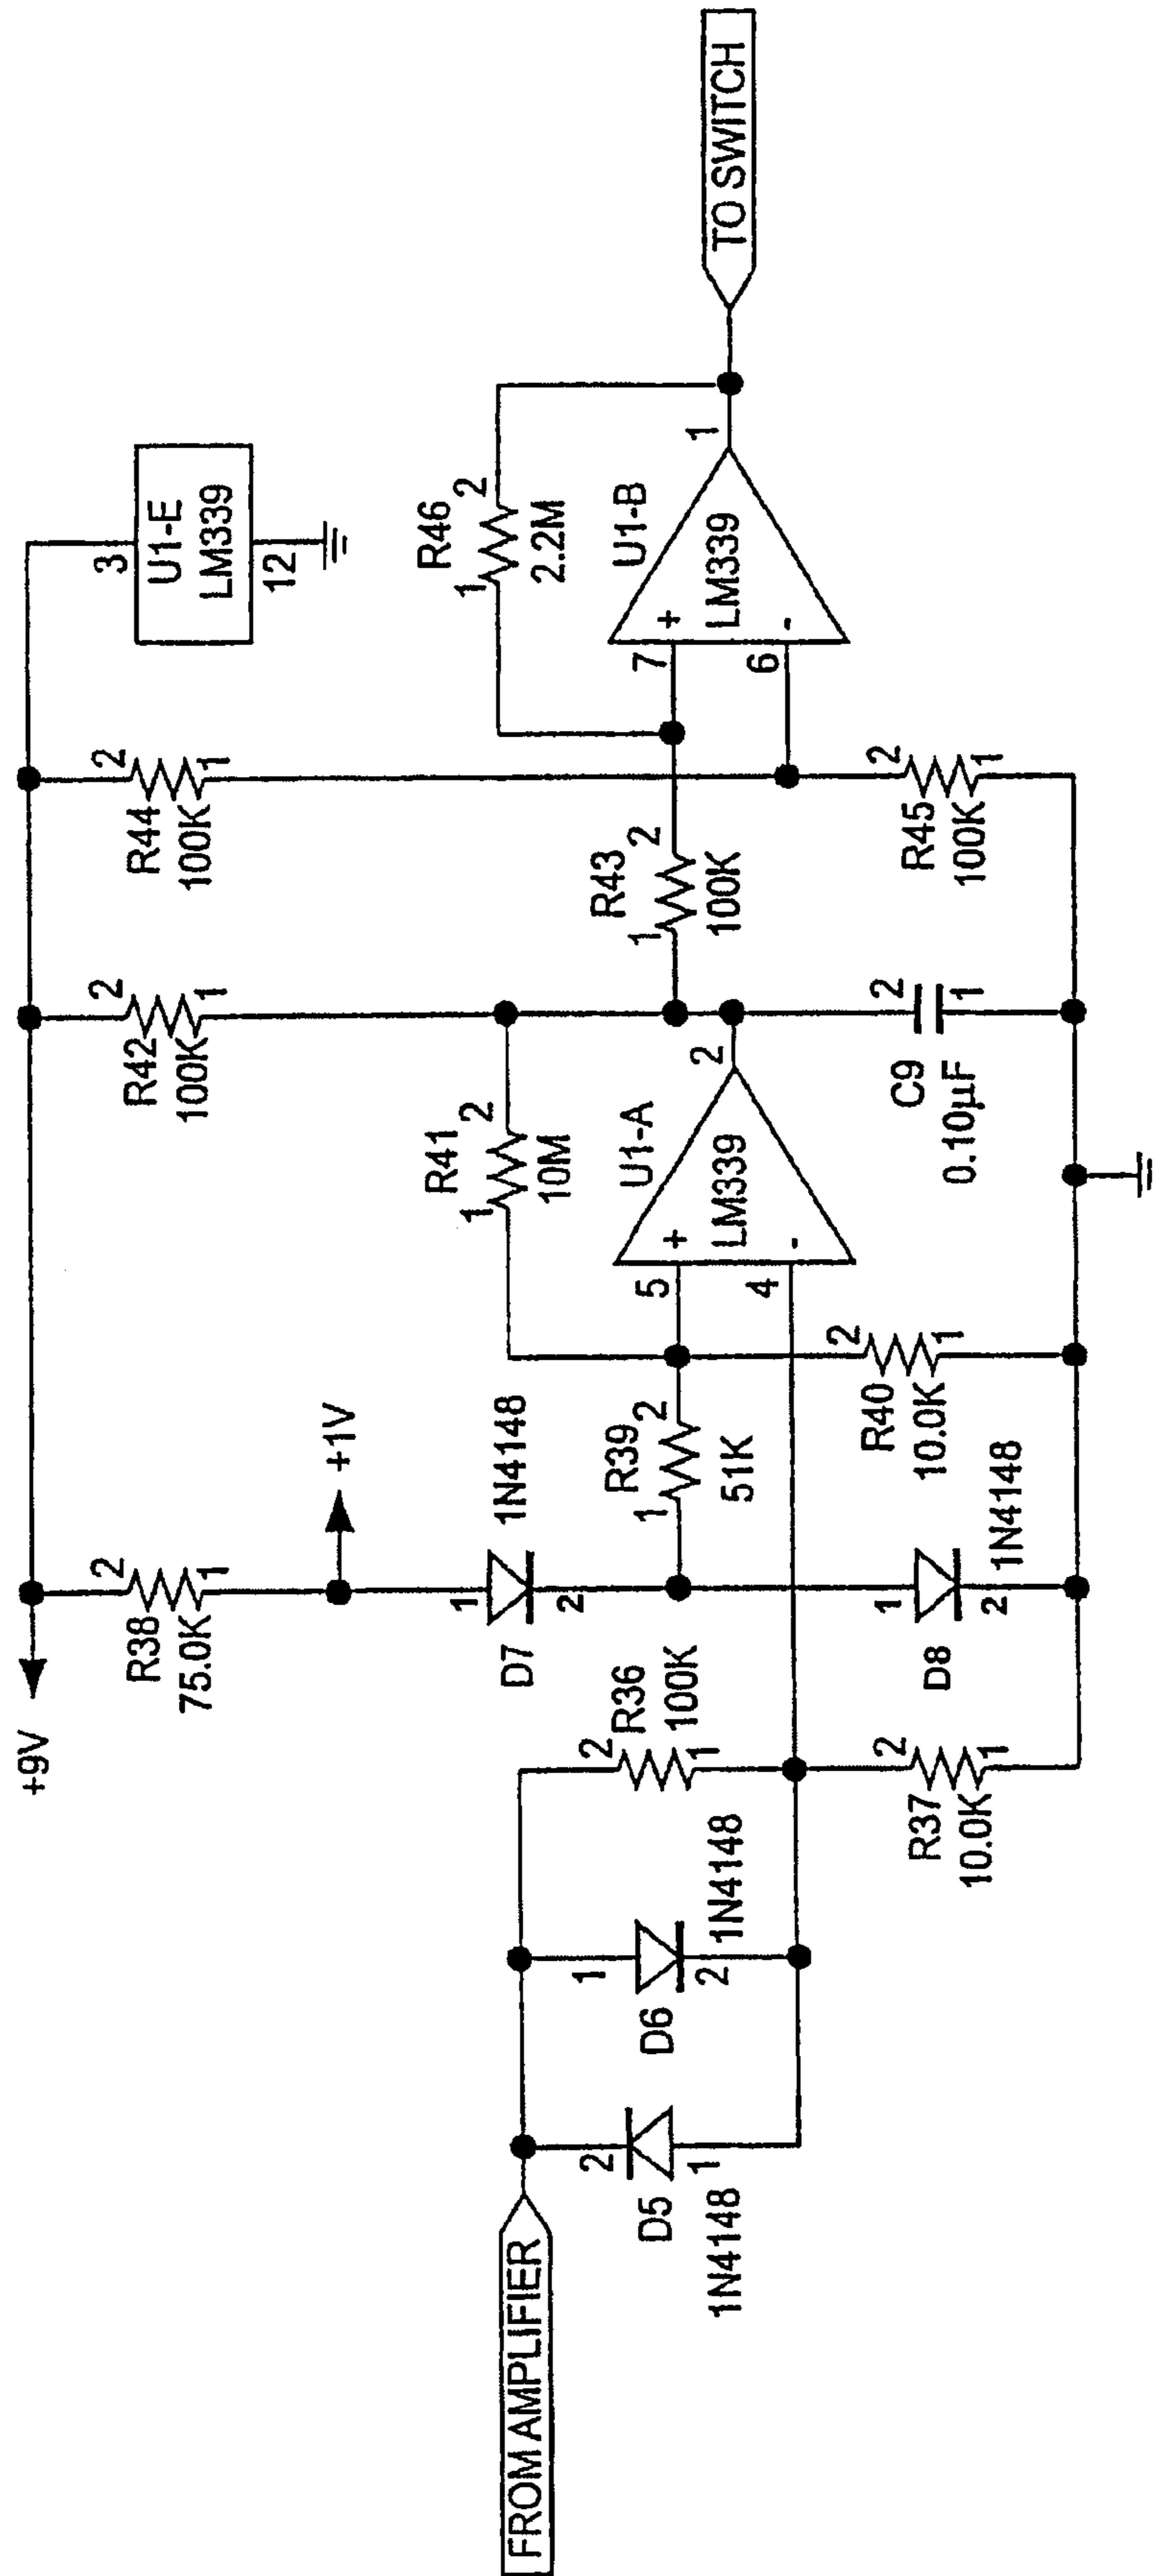 +9V
R38
75.0K
2
1
+1V
R42
100K
2
1
R44
100K
2
1
3
U1-E
LM339
12
R41
10M
1
2
R46
2.2M
1
2
FROM AMPLIFIER
D5
1N4148
2
1
D6
1N4148
1
2
R36
100K
2
1
D7
1N4148
1
2
R39
51K
1
2
5
4
+
-
U1-A
LM339
2
R43
100K
1
2
7
6
+
-
U1-B
LM339
1
TO SWITCH
R37
10.0K
2
1
D8
1N4148
1
2
R40
10.0K
2
1
C9
0.10µF
2
1
R45
100K
2
1